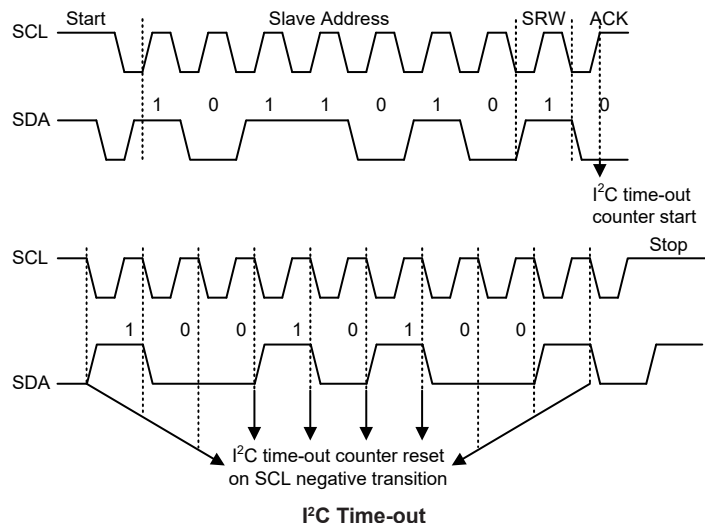 Start Slave Address SRW ACK
SCL
1 0 1 1 0 1 0 1 0
SDA
I²C time-out
counter start
Stop
SCL
1 0 0 1 0 1 0 0
SDA
I²C time-out counter reset
on SCL negative transition
I²C Time-out